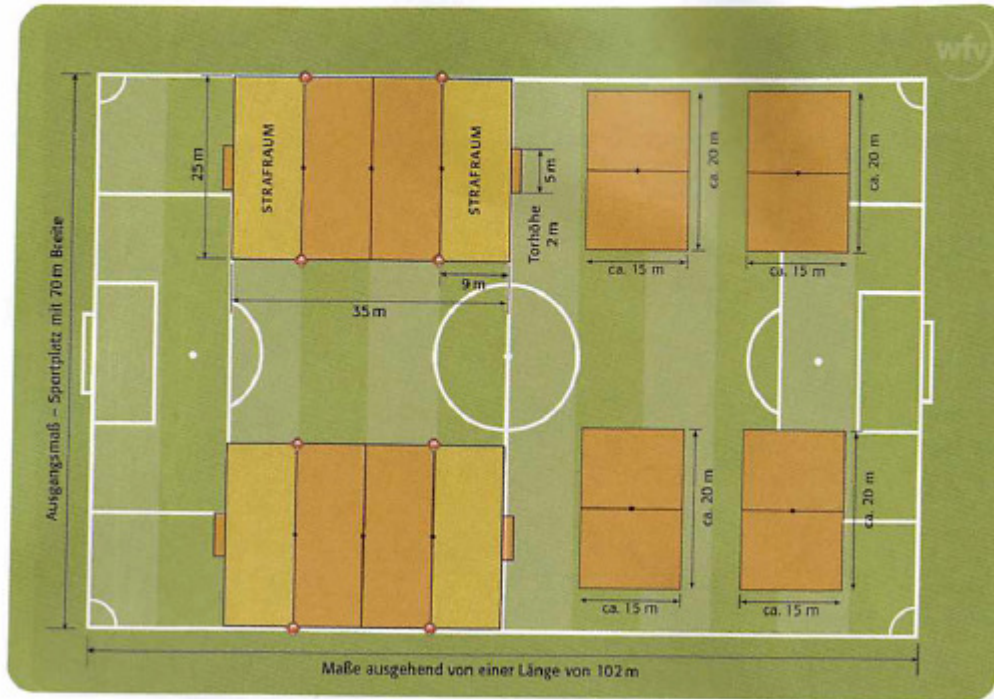 wfv
Ausgangsmaß – Sportplatz mit 70 m Breite
25 m
STRAFRAUM
STRAFRAUM
5 m
Torhöhe
2 m
9 m
35 m
ca. 20 m
ca. 15 m
ca. 20 m
ca. 15 m
ca. 20 m
ca. 15 m
ca. 20 m
ca. 15 m
Maße ausgehend von einer Länge von 102 m